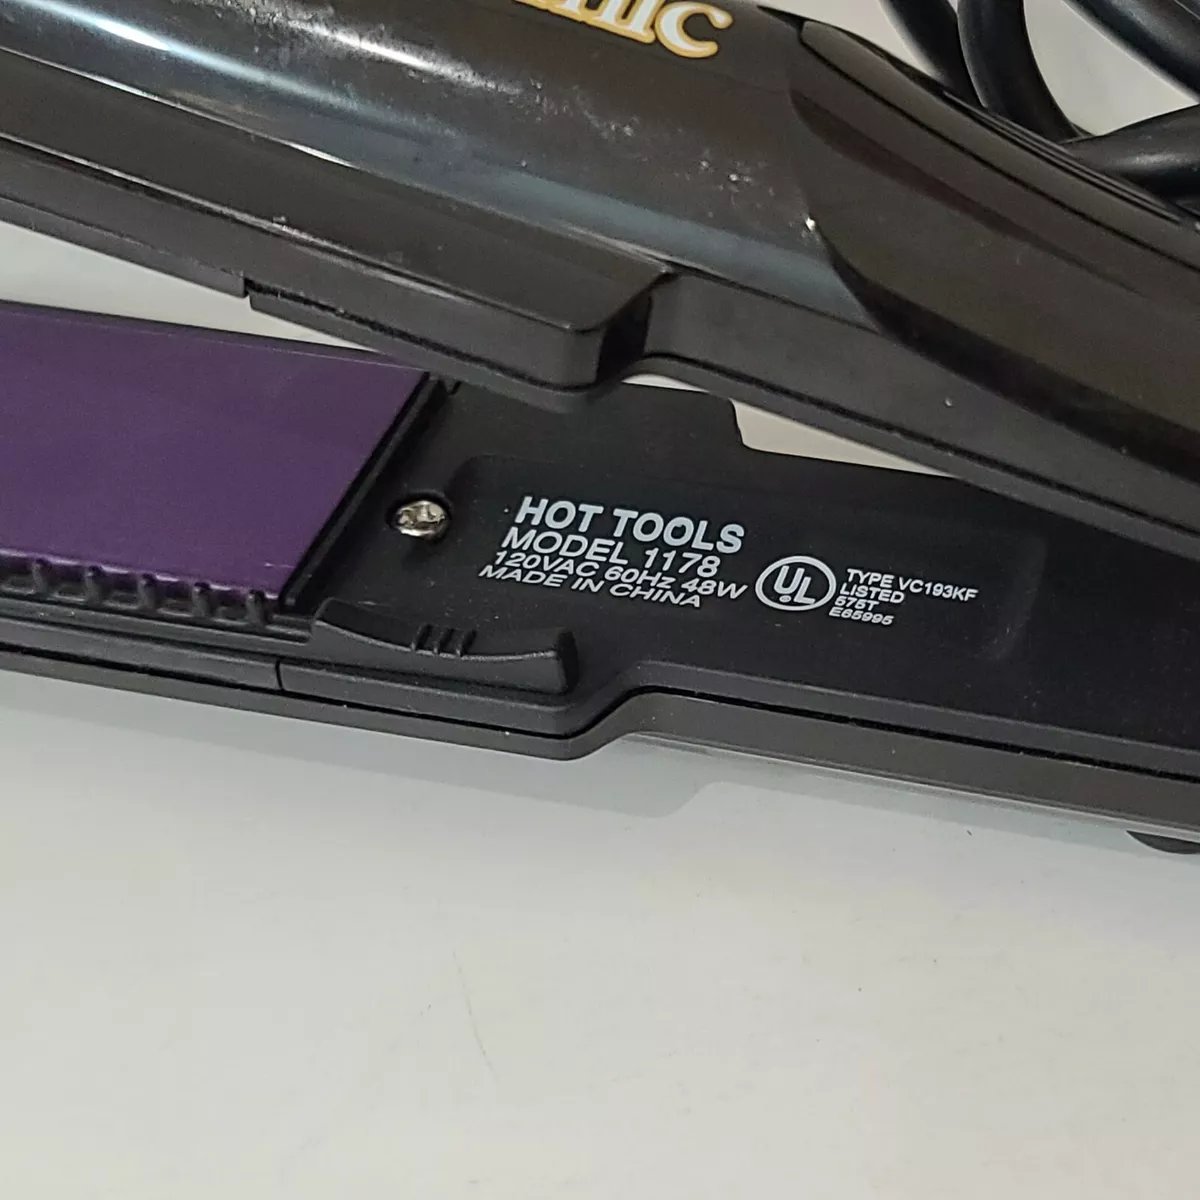 HOT TOOLS
MODEL 1178
120VAC 60Hz 48W
MADE IN CHINA
UL
TYPE VC193KF
LISTED
575T
E65995